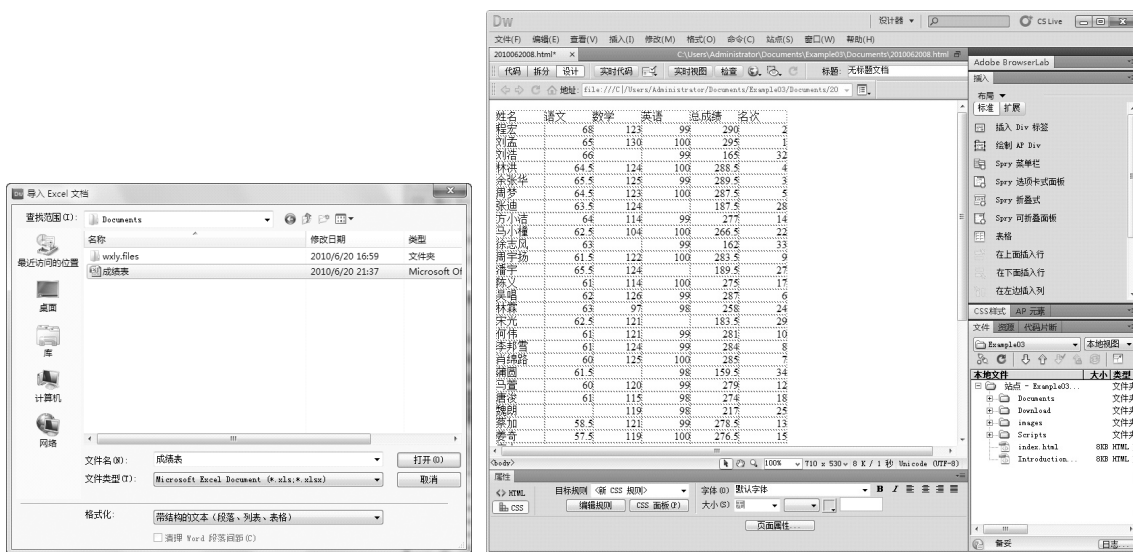 导入 Excel 文档
查找范围(I): Documents
名称 修改日期 类型
wxly.files 2010/6/20 16:59 文件夹
成绩表 2010/6/20 21:37 Microsoft Of
最近访问的位置
桌面
库
计算机
网络
文件名(N): 成绩表 打开(O)
文件类型(T): Microsoft Excel Document (*.xls;*.xlsx) 取消
格式化: 带结构的文本(段落、列表、表格)
清理 Word 段落间距(C)
Dw 设计器 CS Live
文件(F) 编辑(E) 查看(V) 插入(I) 修改(M) 格式(O) 命令(C) 站点(S) 窗口(W) 帮助(H)
2010062008.html* C:\Users\Administrator\Documents\Example03\Documents\2010062008.html
代码 拆分 设计 实时代码 实时视图 检查 标题: 无标题文档
地址: file:///C|/Users/Administrator/Documents/Example03/Documents/20
姓名 语文 数学 英语 总成绩 名次
程宏 68 123 99 290 2
刘孟 65 130 100 295 1
刘浩 66 99 165 32
林洪 64.5 124 100 288.5 4
余张华 65.5 125 99 289.5 3
周梦 64.5 123 100 287.5 5
张迪 63.5 124 187.5 28
方小洁 64 114 99 277 14
马小橦 62.5 104 100 266.5 22
徐志风 63 99 162 33
周宇扬 61.5 122 100 283.5 9
潘宇 65.5 124 189.5 27
陈义 61 114 100 275 17
吴唱 62 126 99 287 6
林霖 63 97 98 258 24
宋光 62.5 121 183.5 29
何伟 61 121 99 281 10
李邦雪 61 124 99 284 8
肖绵路 60 125 100 285 7
蒲圆 61.5 98 159.5 34
马萱 60 120 99 279 12
唐浚 61 115 98 274 18
魏朗 119 98 217 25
蔡加 58.5 121 99 278.5 13
姜奇 57.5 119 100 276.5 15
<body> 100% 710 x 530 8 K / 1 秒 Unicode (UTF-8)
属性
<> HTML 目标规则 <新 CSS 规则> 字体(O) 默认字体 B I
CSS 编辑规则 CSS 面板(P) 大小(S)
页面属性...
Adobe BrowserLab
插入
布局
标准 扩展
插入 Div 标签
绘制 AP Div
Spry 菜单栏
Spry 选项卡式面板
Spry 折叠式
Spry 可折叠面板
表格
在上面插入行
在下面插入行
在左边插入列
CSS样式 AP 元素
文件 资源 代码片断
Example03 本地视图
本地文件 大小 类型
站点 - Example03... 文件夹
Documents 文件夹
Download 文件夹
images 文件夹
Scripts 文件夹
index.html 8KB HTML
Introduction... 8KB HTML
备妥 日志...